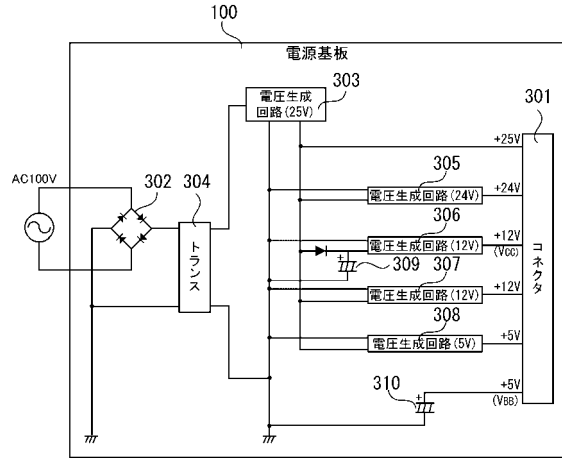 100
電源基板
電圧生成
回路(25V)
303
301
+25V
AC100V
302
304
305
+24V
電圧生成回路(24V)
306
+12V
(VCC)
電圧生成回路(12V)
トランス
309
コネクタ
307
+12V
電圧生成回路(12V)
308
+5V
電圧生成回路(5V)
310
+5V
(VBB)
+
+